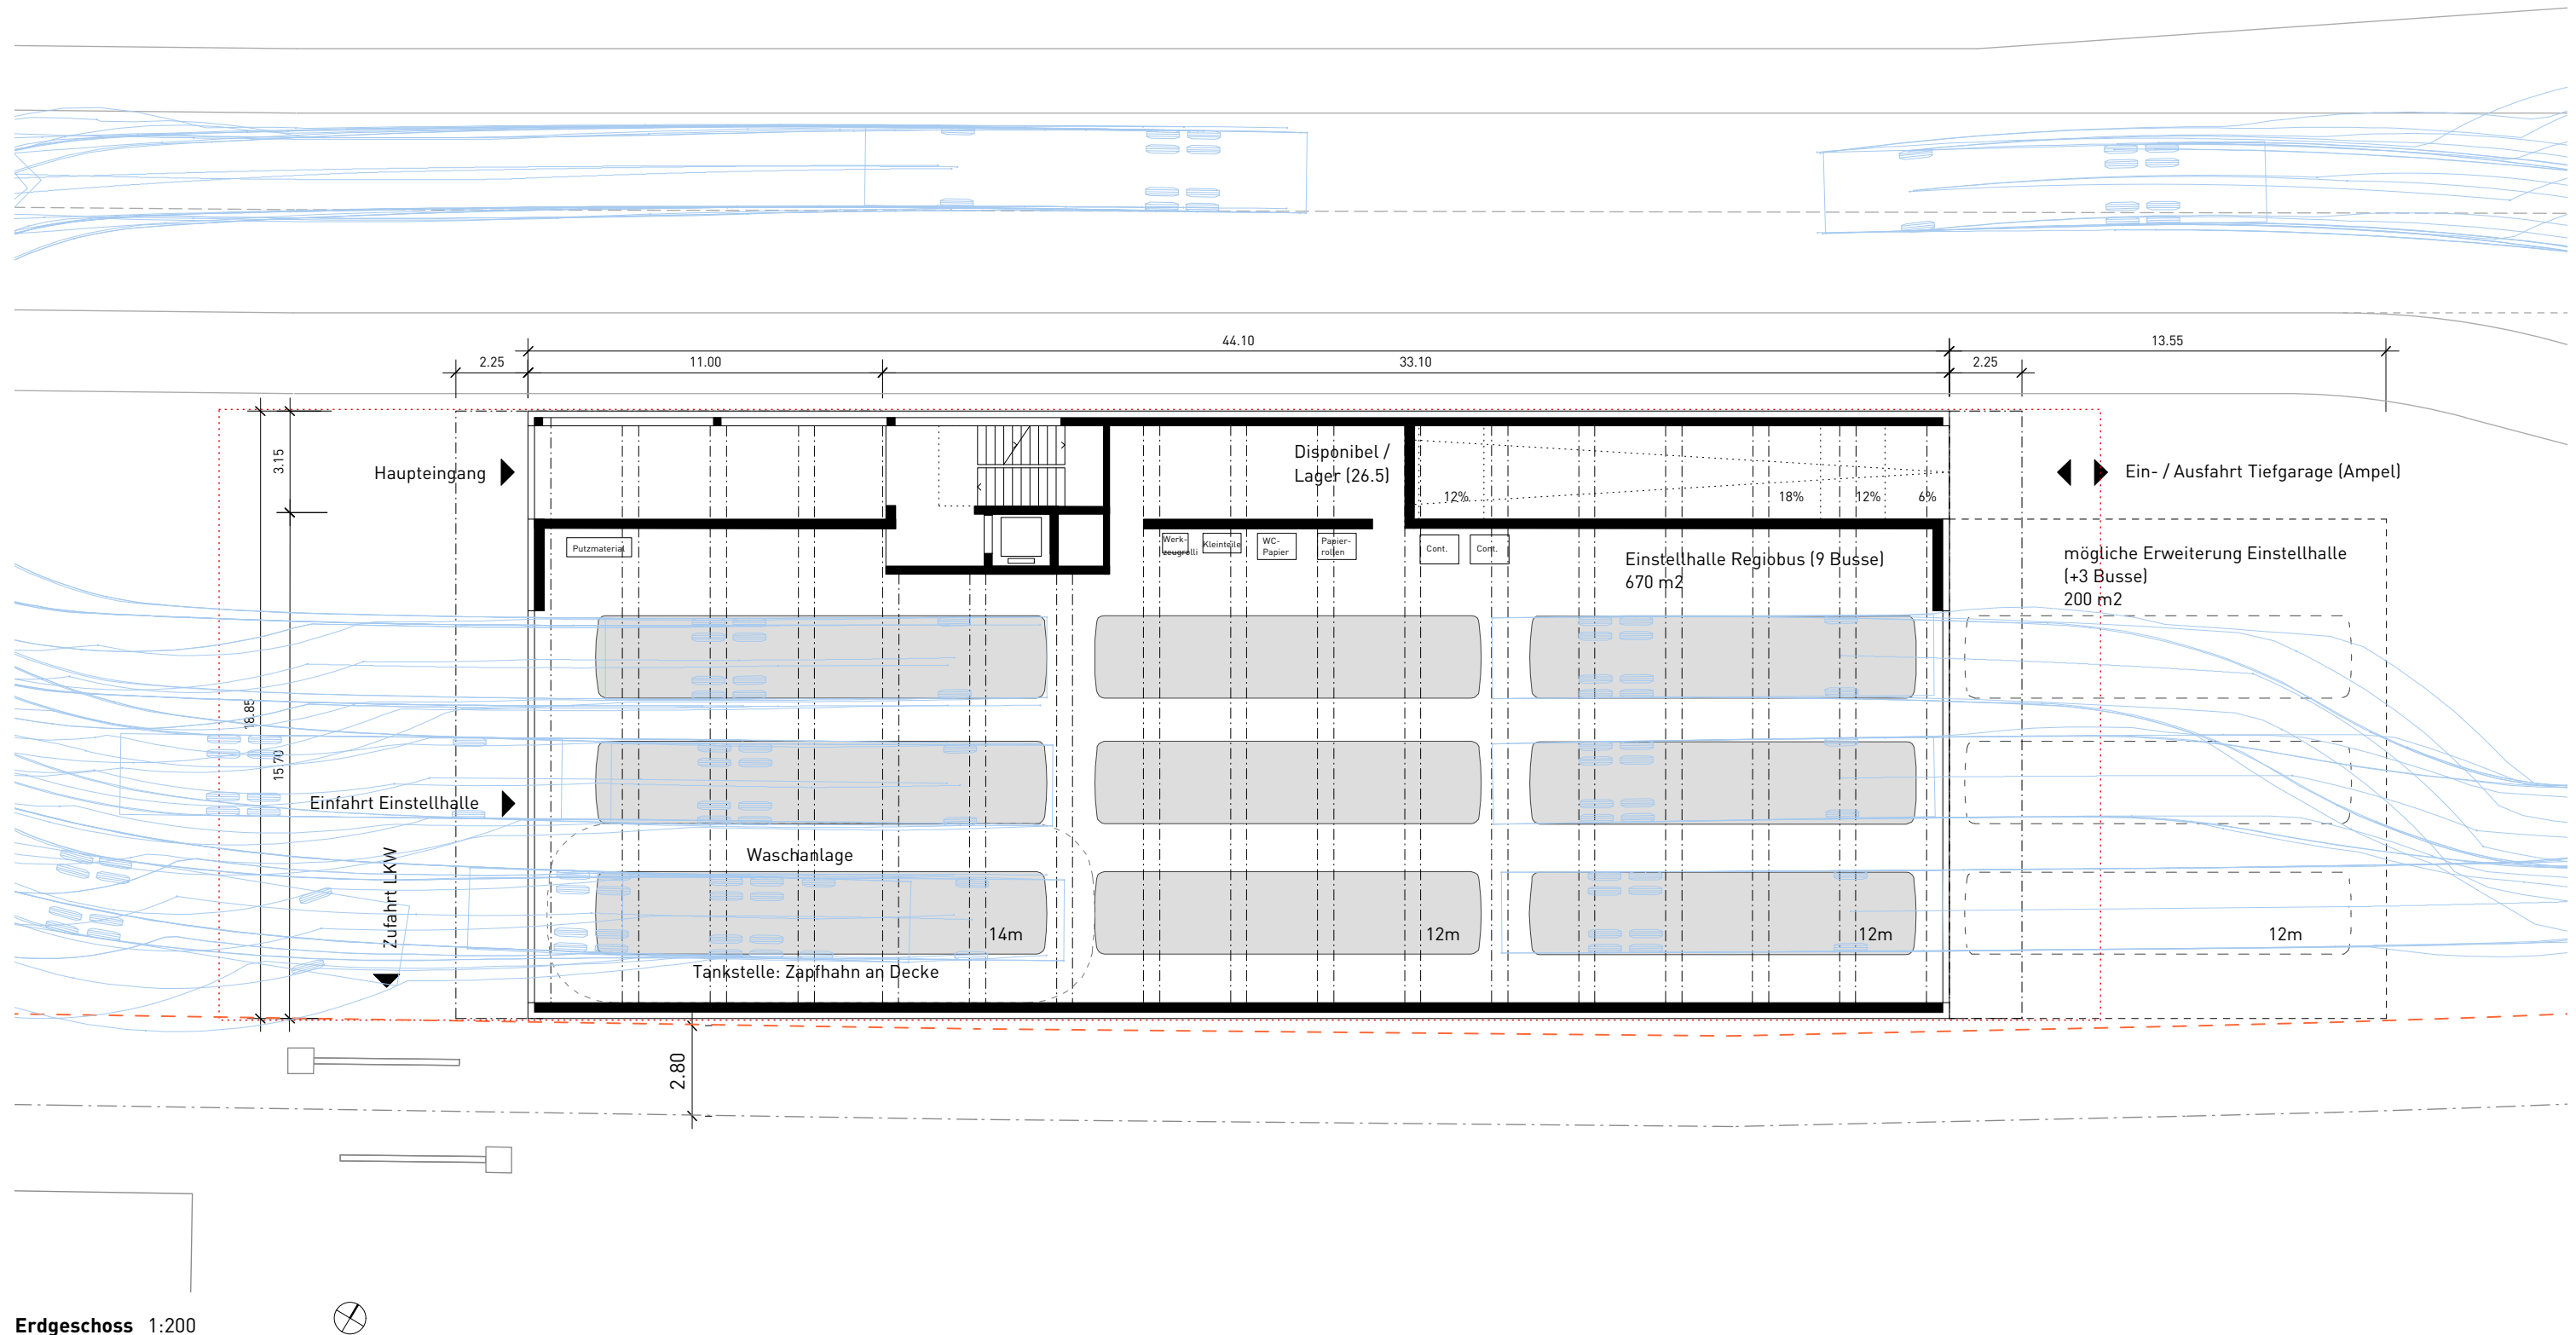 44.10
13.55
2.25
11.00
33.10
2.25
3.15
18.85
15.70
Haupteingang
Disponibel /
Lager (26.5)
12%
18%
12%
6%
Ein- / Ausfahrt Tiefgarage (Ampel)
Putzmaterial
Werk-
zeugrolli
Kleinteile
WC-
Papier
Papier-
rollen
Cont.
Cont.
Einstellhalle Regiobus (9 Busse)
670 m2
mögliche Erweiterung Einstellhalle
(+3 Busse)
200 m2
Einfahrt Einstellhalle
Zufahrt LKW
Waschanlage
14m
12m
12m
12m
Tankstelle: Zapfhahn an Decke
2.80
Erdgeschoss 1:200